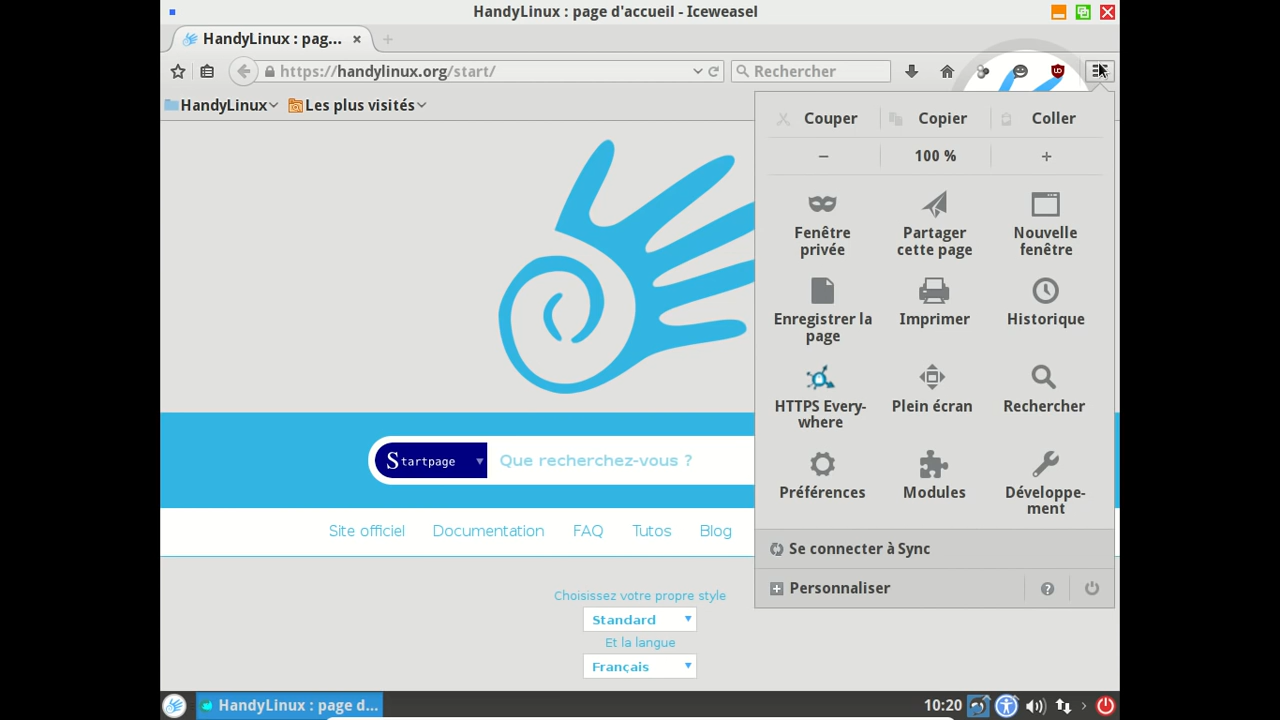 HandyLinux : page d'accueil - Iceweasel
HandyLinux : pag...
https://handylinux.org/start/
Rechercher
HandyLinux
Les plus visités
Couper
Copier
Coller
100 %
Fenêtre
privée
Partager
cette page
Nouvelle
fenêtre
Enregistrer la
page
Imprimer
Historique
HTTPS Every-
where
Plein écran
Rechercher
Préférences
Modules
Développe-
ment
Se connecter à Sync
Personnaliser
Startpage
Que recherchez-vous ?
Site officiel
Documentation
FAQ
Tutos
Blog
Choisissez votre propre style
Standard
Et la langue
Français
HandyLinux : page d...
10:20